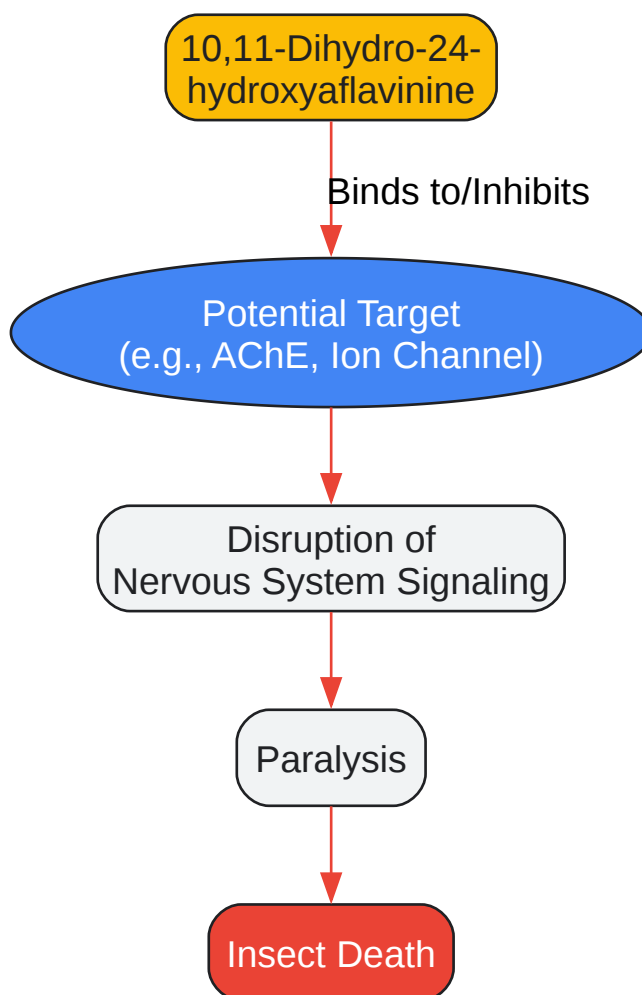 10,11-Dihydro-24-
hydroxyaflavinine
Binds to/Inhibits
Potential Target
(e.g., AChE, Ion Channel)
Disruption of
Nervous System Signaling
Paralysis
Insect Death